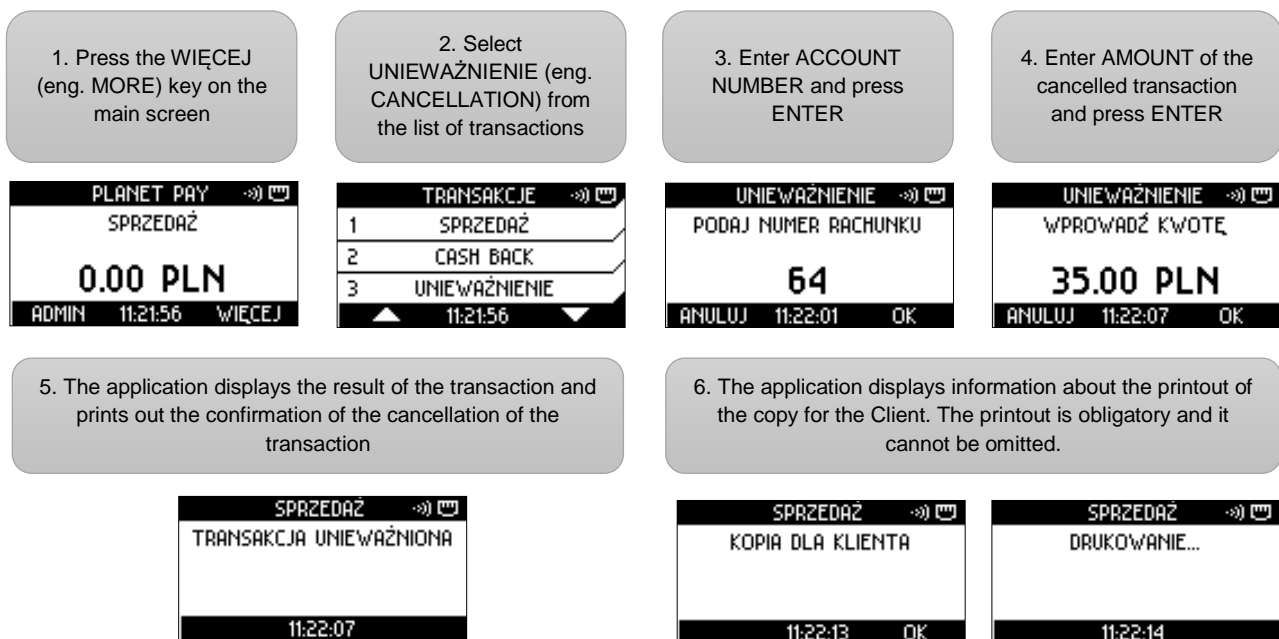 1. Press the WIĘCEJ
(eng. MORE) key on the
main screen
2. Select
UNIEWAŻNIENIE (eng.
CANCELLATION) from
the list of transactions
3. Enter ACCOUNT
NUMBER and press
ENTER
4. Enter AMOUNT of the
cancelled transaction
and press ENTER
PLANET PAY
SPRZEDAŻ
0.00 PLN
ADMIN 11:21:56 WIĘCEJ
TRANSAKCJE
1 SPRZEDAŻ
2 CASH BACK
3 UNIEWAŻNIENIE
11:21:56
UNIEWAŻNIENIE
PODAJ NUMER RACHUNKU
64
ANULUJ 11:22:01 OK
UNIEWAŻNIENIE
WPROWADŹ KWOTĘ
35.00 PLN
ANULUJ 11:22:07 OK
5. The application displays the result of the transaction and
prints out the confirmation of the cancellation of the
transaction
6. The application displays information about the printout of
the copy for the Client. The printout is obligatory and it
cannot be omitted.
SPRZEDAŻ
TRANSAKCJA UNIEWAŻNIONA
11:22:07
SPRZEDAŻ
KOPIA DLA KLIENTA
11:22:13 OK
SPRZEDAŻ
DRUKOWANIE...
11:22:14